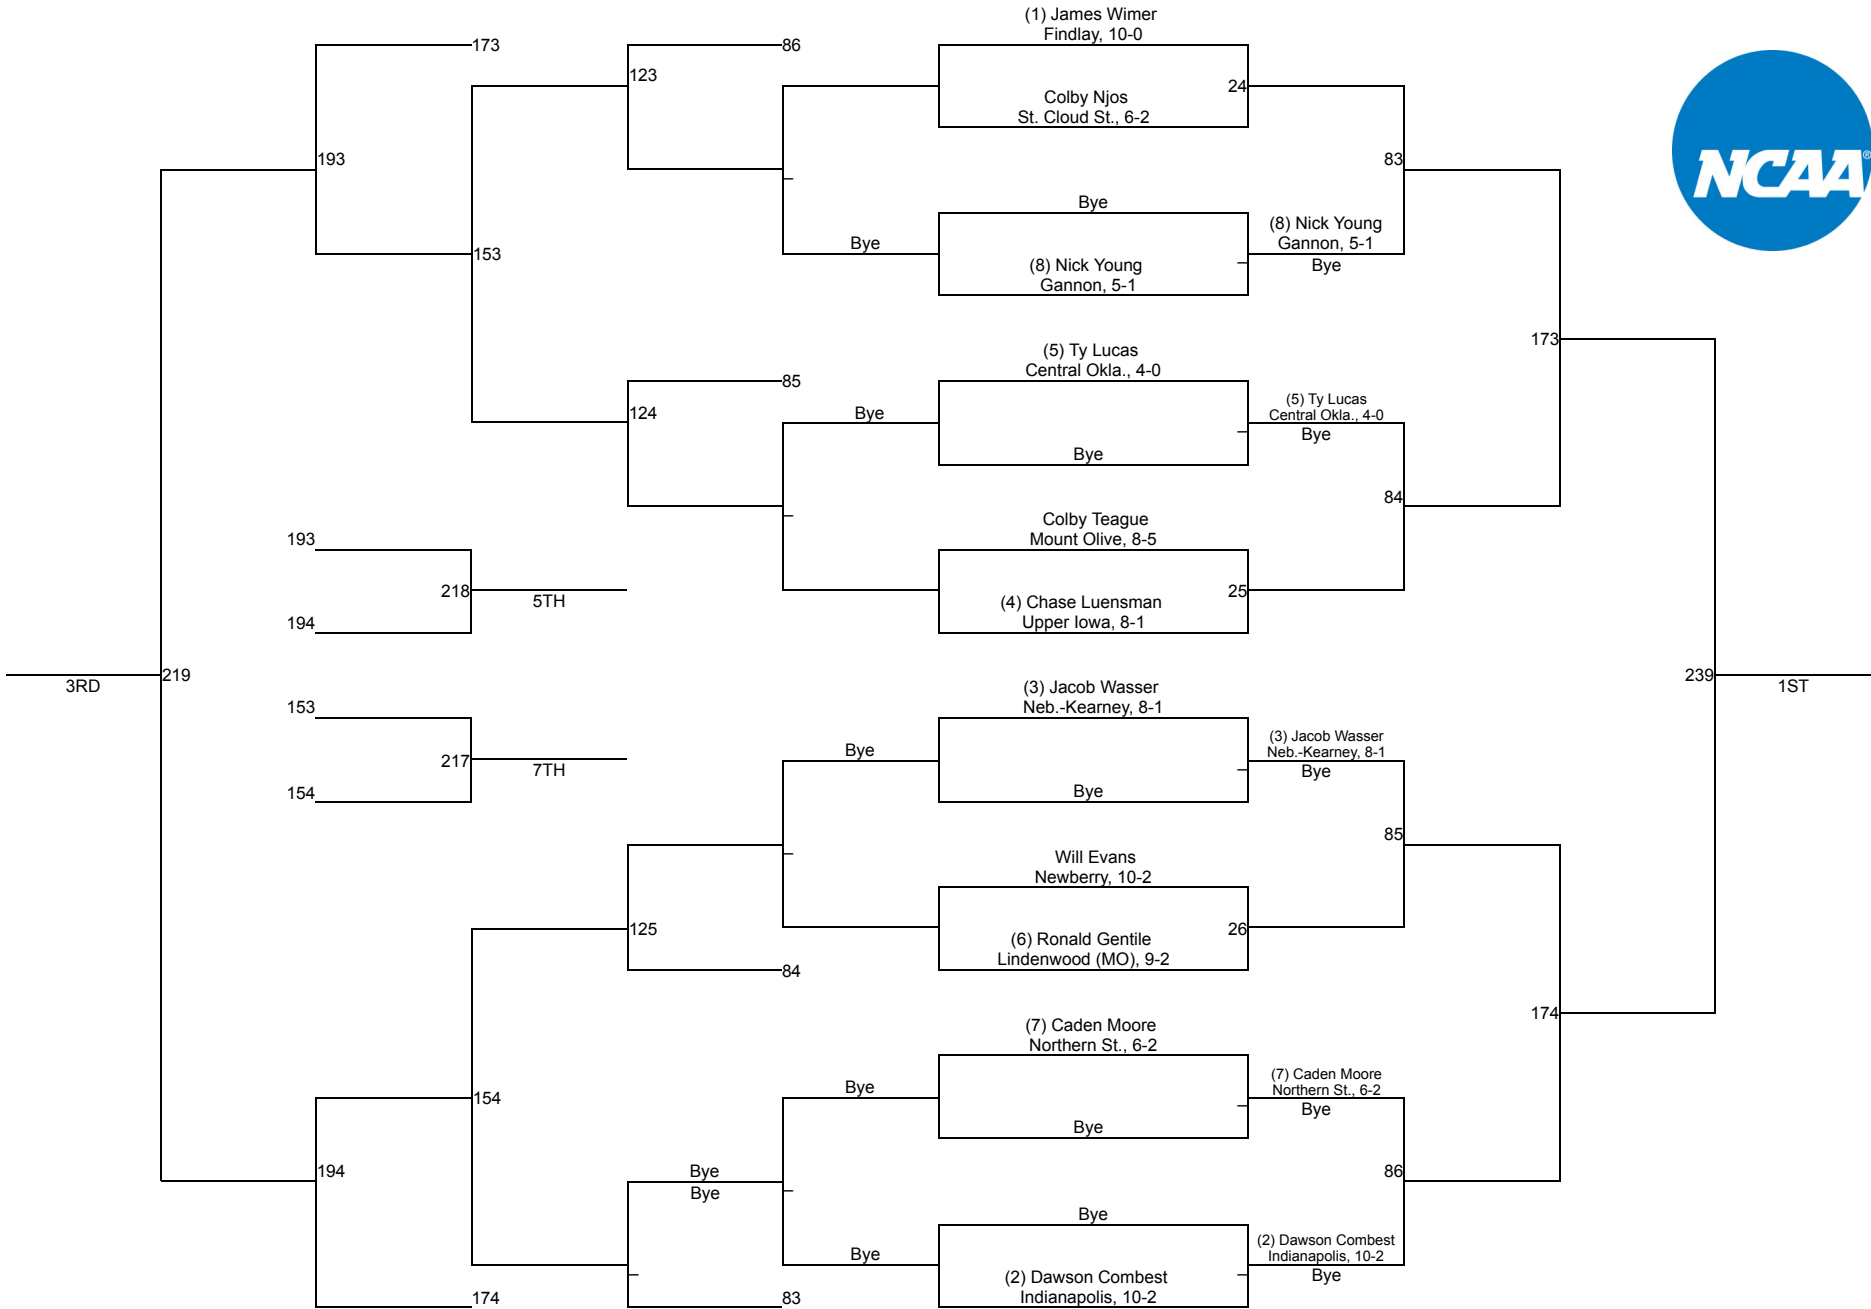 (1) James Wimer
Findlay, 10-0
173
86
123
24
Colby Njos
St. Cloud St., 6-2
NCAA®
193
83
Bye
(8) Nick Young
Gannon, 5-1
Bye
Bye
(8) Nick Young
Gannon, 5-1
153
173
(5) Ty Lucas
Central Okla., 4-0
85
124
Bye
(5) Ty Lucas
Central Okla., 4-0
Bye
Bye
84
Colby Teague
Mount Olive, 8-5
193
218
5TH
(4) Chase Luensman
Upper Iowa, 8-1
25
194
3RD
219
239
1ST
(3) Jacob Wasser
Neb.-Kearney, 8-1
153
217
7TH
Bye
(3) Jacob Wasser
Neb.-Kearney, 8-1
Bye
Bye
154
85
Will Evans
Newberry, 10-2
125
(6) Ronald Gentile
Lindenwood (MO), 9-2
26
84
174
(7) Caden Moore
Northern St., 6-2
154
Bye
(7) Caden Moore
Northern St., 6-2
Bye
Bye
194
Bye
Bye
86
Bye
Bye
(2) Dawson Combest
Indianapolis, 10-2
Bye
(2) Dawson Combest
Indianapolis, 10-2
174
83